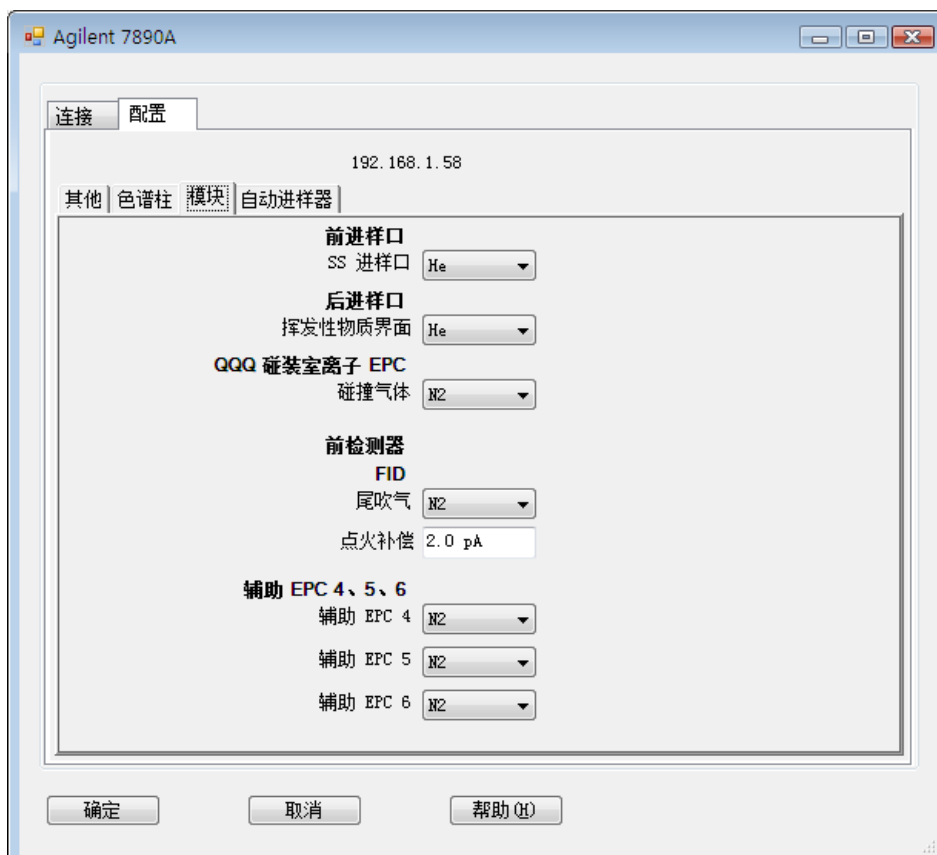 Agilent 7890A
连接 配置
192.168.1.58
其他 色谱柱 模块 自动进样器
前进样口
SS 进样口 He
后进样口
挥发性物质界面 He
QQQ 碰装室离子 EPC
碰撞气体 N2
前检测器
FID
尾吹气 N2
点火补偿 2.0 pA
辅助 EPC 4、5、6
辅助 EPC 4 N2
辅助 EPC 5 N2
辅助 EPC 6 N2
确定 取消 帮助(H)